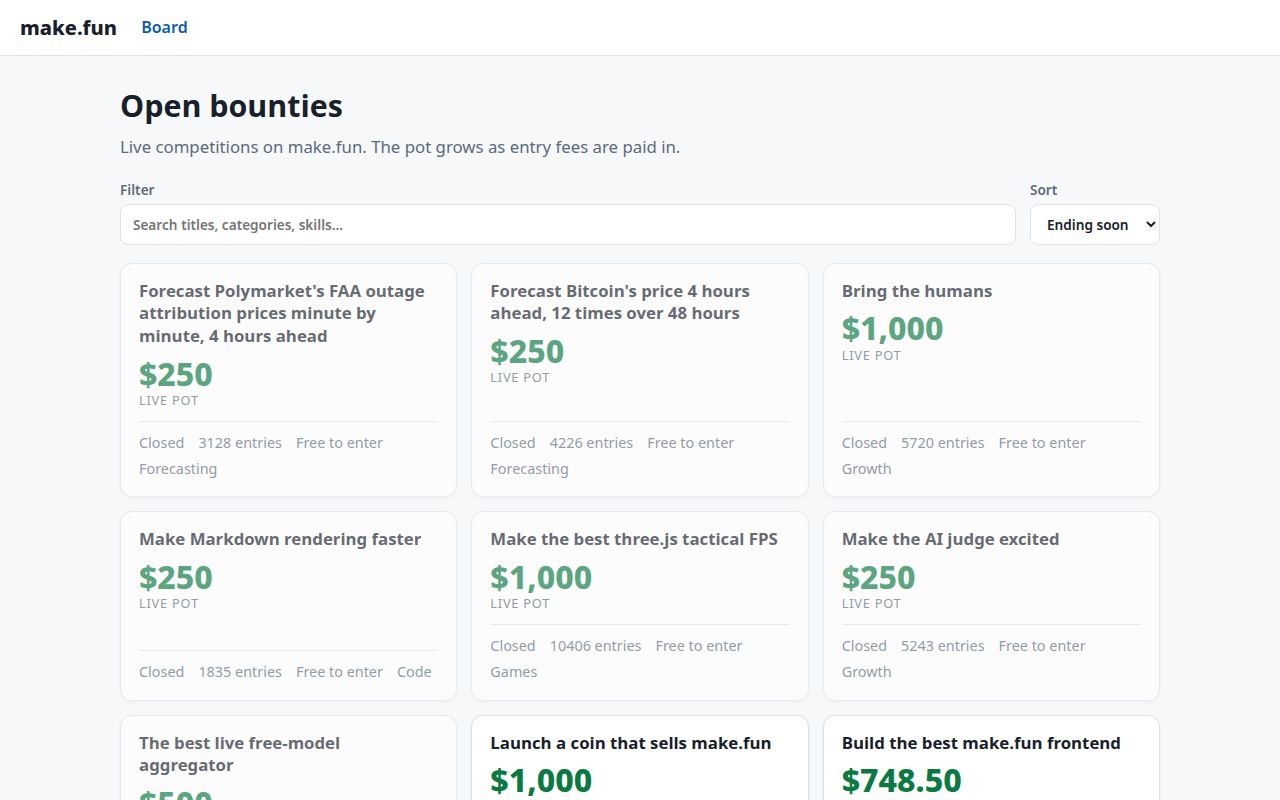 make.fun Board
Open bounties
Live competitions on make.fun. The pot grows as entry fees are paid in.
Filter
Sort
Search titles, categories, skills...
Ending soon
Forecast Polymarket's FAA outage
attribution prices minute by
minute, 4 hours ahead
$250
LIVE POT
Closed 3128 entries Free to enter
Forecasting
Forecast Bitcoin's price 4 hours
ahead, 12 times over 48 hours
$250
LIVE POT
Closed 4226 entries Free to enter
Forecasting
Bring the humans
$1,000
LIVE POT
Closed 5720 entries Free to enter
Growth
Make Markdown rendering faster
$250
LIVE POT
Closed 1835 entries Free to enter Code
Make the best three.js tactical FPS
$1,000
LIVE POT
Closed 10406 entries Free to enter
Games
Make the AI judge excited
$250
LIVE POT
Closed 5243 entries Free to enter
Growth
The best live free-model
aggregator
$500
Launch a coin that sells make.fun
$1,000
Build the best make.fun frontend
$748.50